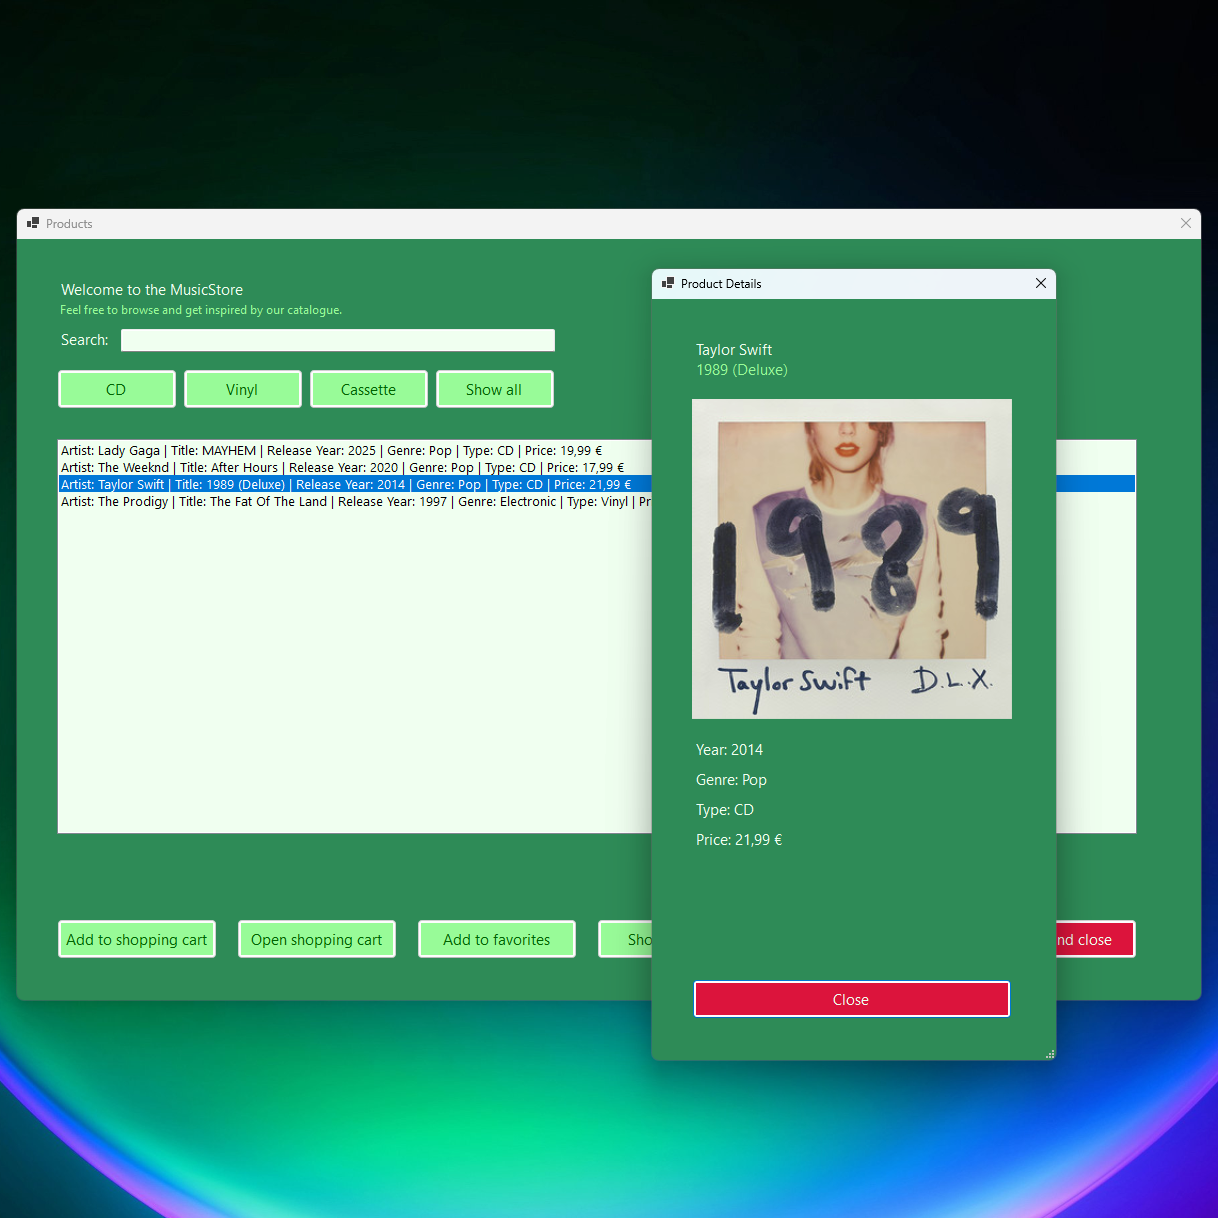 Products
Welcome to the MusicStore
Feel free to browse and get inspired by our catalogue.
Search:
CD
Vinyl
Cassette
Show all
Artist: Lady Gaga | Title: MAYHEM | Release Year: 2025 | Genre: Pop | Type: CD | Price: 19,99 €
Artist: The Weeknd | Title: After Hours | Release Year: 2020 | Genre: Pop | Type: CD | Price: 17,99 €
Artist: Taylor Swift | Title: 1989 (Deluxe) | Release Year: 2014 | Genre: Pop | Type: CD | Price: 21,99 €
Artist: The Prodigy | Title: The Fat Of The Land | Release Year: 1997 | Genre: Electronic | Type: Vinyl |
Add to shopping cart
Open shopping cart
Add to favorites
close
Product Details
Taylor Swift
1989 (Deluxe)
1989
Taylor Swift D.L.X.
Year: 2014
Genre: Pop
Type: CD
Price: 21,99 €
Close